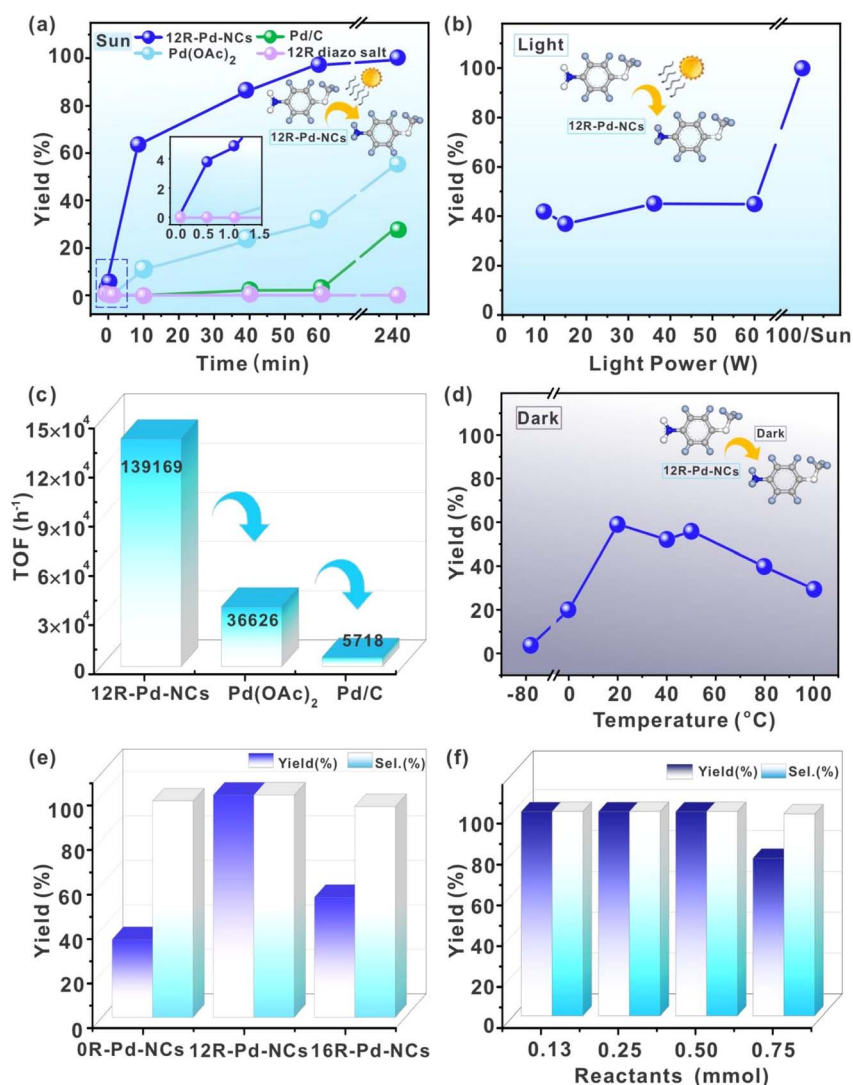 (a)
Sun
12R-Pd-NCs
Pd/C
Pd(OAc)2
12R diazo salt
100
80
60
40
20
0
Yield (%)
4
2
0
0.0 0.5 1.0 1.5
12R-Pd-NCs
0 10 20 40 60 240
Time (min)
(b)
Light
12R-Pd-NCs
100
80
60
40
20
0
Yield (%)
0 10 20 30 40 50 60 100/Sun
Light Power (W)
(c)
15×10⁴
12×10⁴
9×10⁴
6×10⁴
3×10⁴
0
TOF (h⁻¹)
139169
36626
5718
12R-Pd-NCs Pd(OAc)₂ Pd/C
(d)
Dark
Dark
12R-Pd-NCs
100
80
60
40
20
0
Yield (%)
-80 0 20 40 60 80 100
Temperature (°C)
(e)
Yield(%) Sel.(%)
100
80
60
40
20
0
Yield (%)
0R-Pd-NCs 12R-Pd-NCs 16R-Pd-NCs
(f)
Yield(%) Sel.(%)
100
80
60
40
20
0
Yield (%)
0.13 0.25 0.50 0.75
Reactants (mmol)